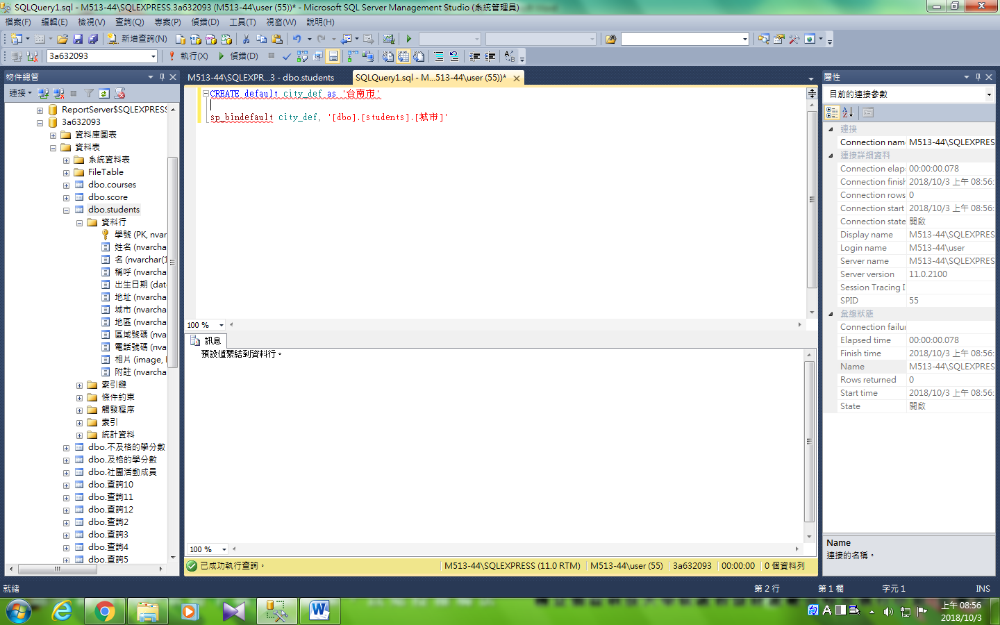 SQLQuery1.sql - M513-44\SQLEXPRESS.3a632093 (M513-44\user (55))* - Microsoft SQL Server Management Studio (系統管理員)
檔案(F) 編輯(E) 檢視(V) 查詢(Q) 專案(P) 偵錯(D) 工具(T) 視窗(W) 說明(H)
新增查詢(N)
3a632093 執行(X) 偵錯(D)
物件總管
連接
ReportServer$SQLEXPRESS
3a632093
資料庫圖表
資料表
系統資料表
FileTable
dbo.courses
dbo.score
dbo.students
資料行
學號 (PK, nvar
姓名 (nvarcha
名 (nvarchar(1
稱呼 (nvarchar
出生日期 (dat
地址 (nvarchar
城市 (nvarchar
地區 (nvarchar
區域號碼 (nva
電話號碼 (nva
相片 (image,
附註 (nvarcha
索引鍵
條件約束
觸發程序
索引
統計資料
dbo.不及格的學分數
dbo.及格的學分數
dbo.社團活動成員
dbo.查詢10
dbo.查詢11
dbo.查詢12
dbo.查詢2
dbo.查詢3
dbo.查詢4
dbo.查詢5
M513-44\SQLEXPR...3 - dbo.students SQLQuery1.sql - M...513-44\user (55))*
CREATE default city_def as '台南市'
sp_bindefault city_def, '[dbo].[students].[城市]'
100 %
訊息
預設值繫結到資料行。
100 %
已成功執行查詢。 M513-44\SQLEXPRESS (11.0 RTM) M513-44\user (55) 3a632093 00:00:00 0 個資料列
屬性
目前的連接參數
連接
Connection nam M513-44\SQLEXPRES
連接詳細資料
Connection elap 00:00:00.078
Connection finish 2018/10/3 上午 08:56:
Connection rows 0
Connection start 2018/10/3 上午 08:56:
Connection state 開啟
Display name M513-44\SQLEXPRES
Login name M513-44\user
Server name M513-44\SQLEXPRES
Server version 11.0.2100
Session Tracing I
SPID 55
彙總狀態
Connection failur
Elapsed time 00:00:00.078
Finish time 2018/10/3 上午 08:56:
Name M513-44\SQLEXPRES
Rows returned 0
Start time 2018/10/3 上午 08:56:
State 開啟
Name
連接的名稱。
就緒 第 2 行 第 1 欄 字元 1 INS
A
上午 08:56
2018/10/3